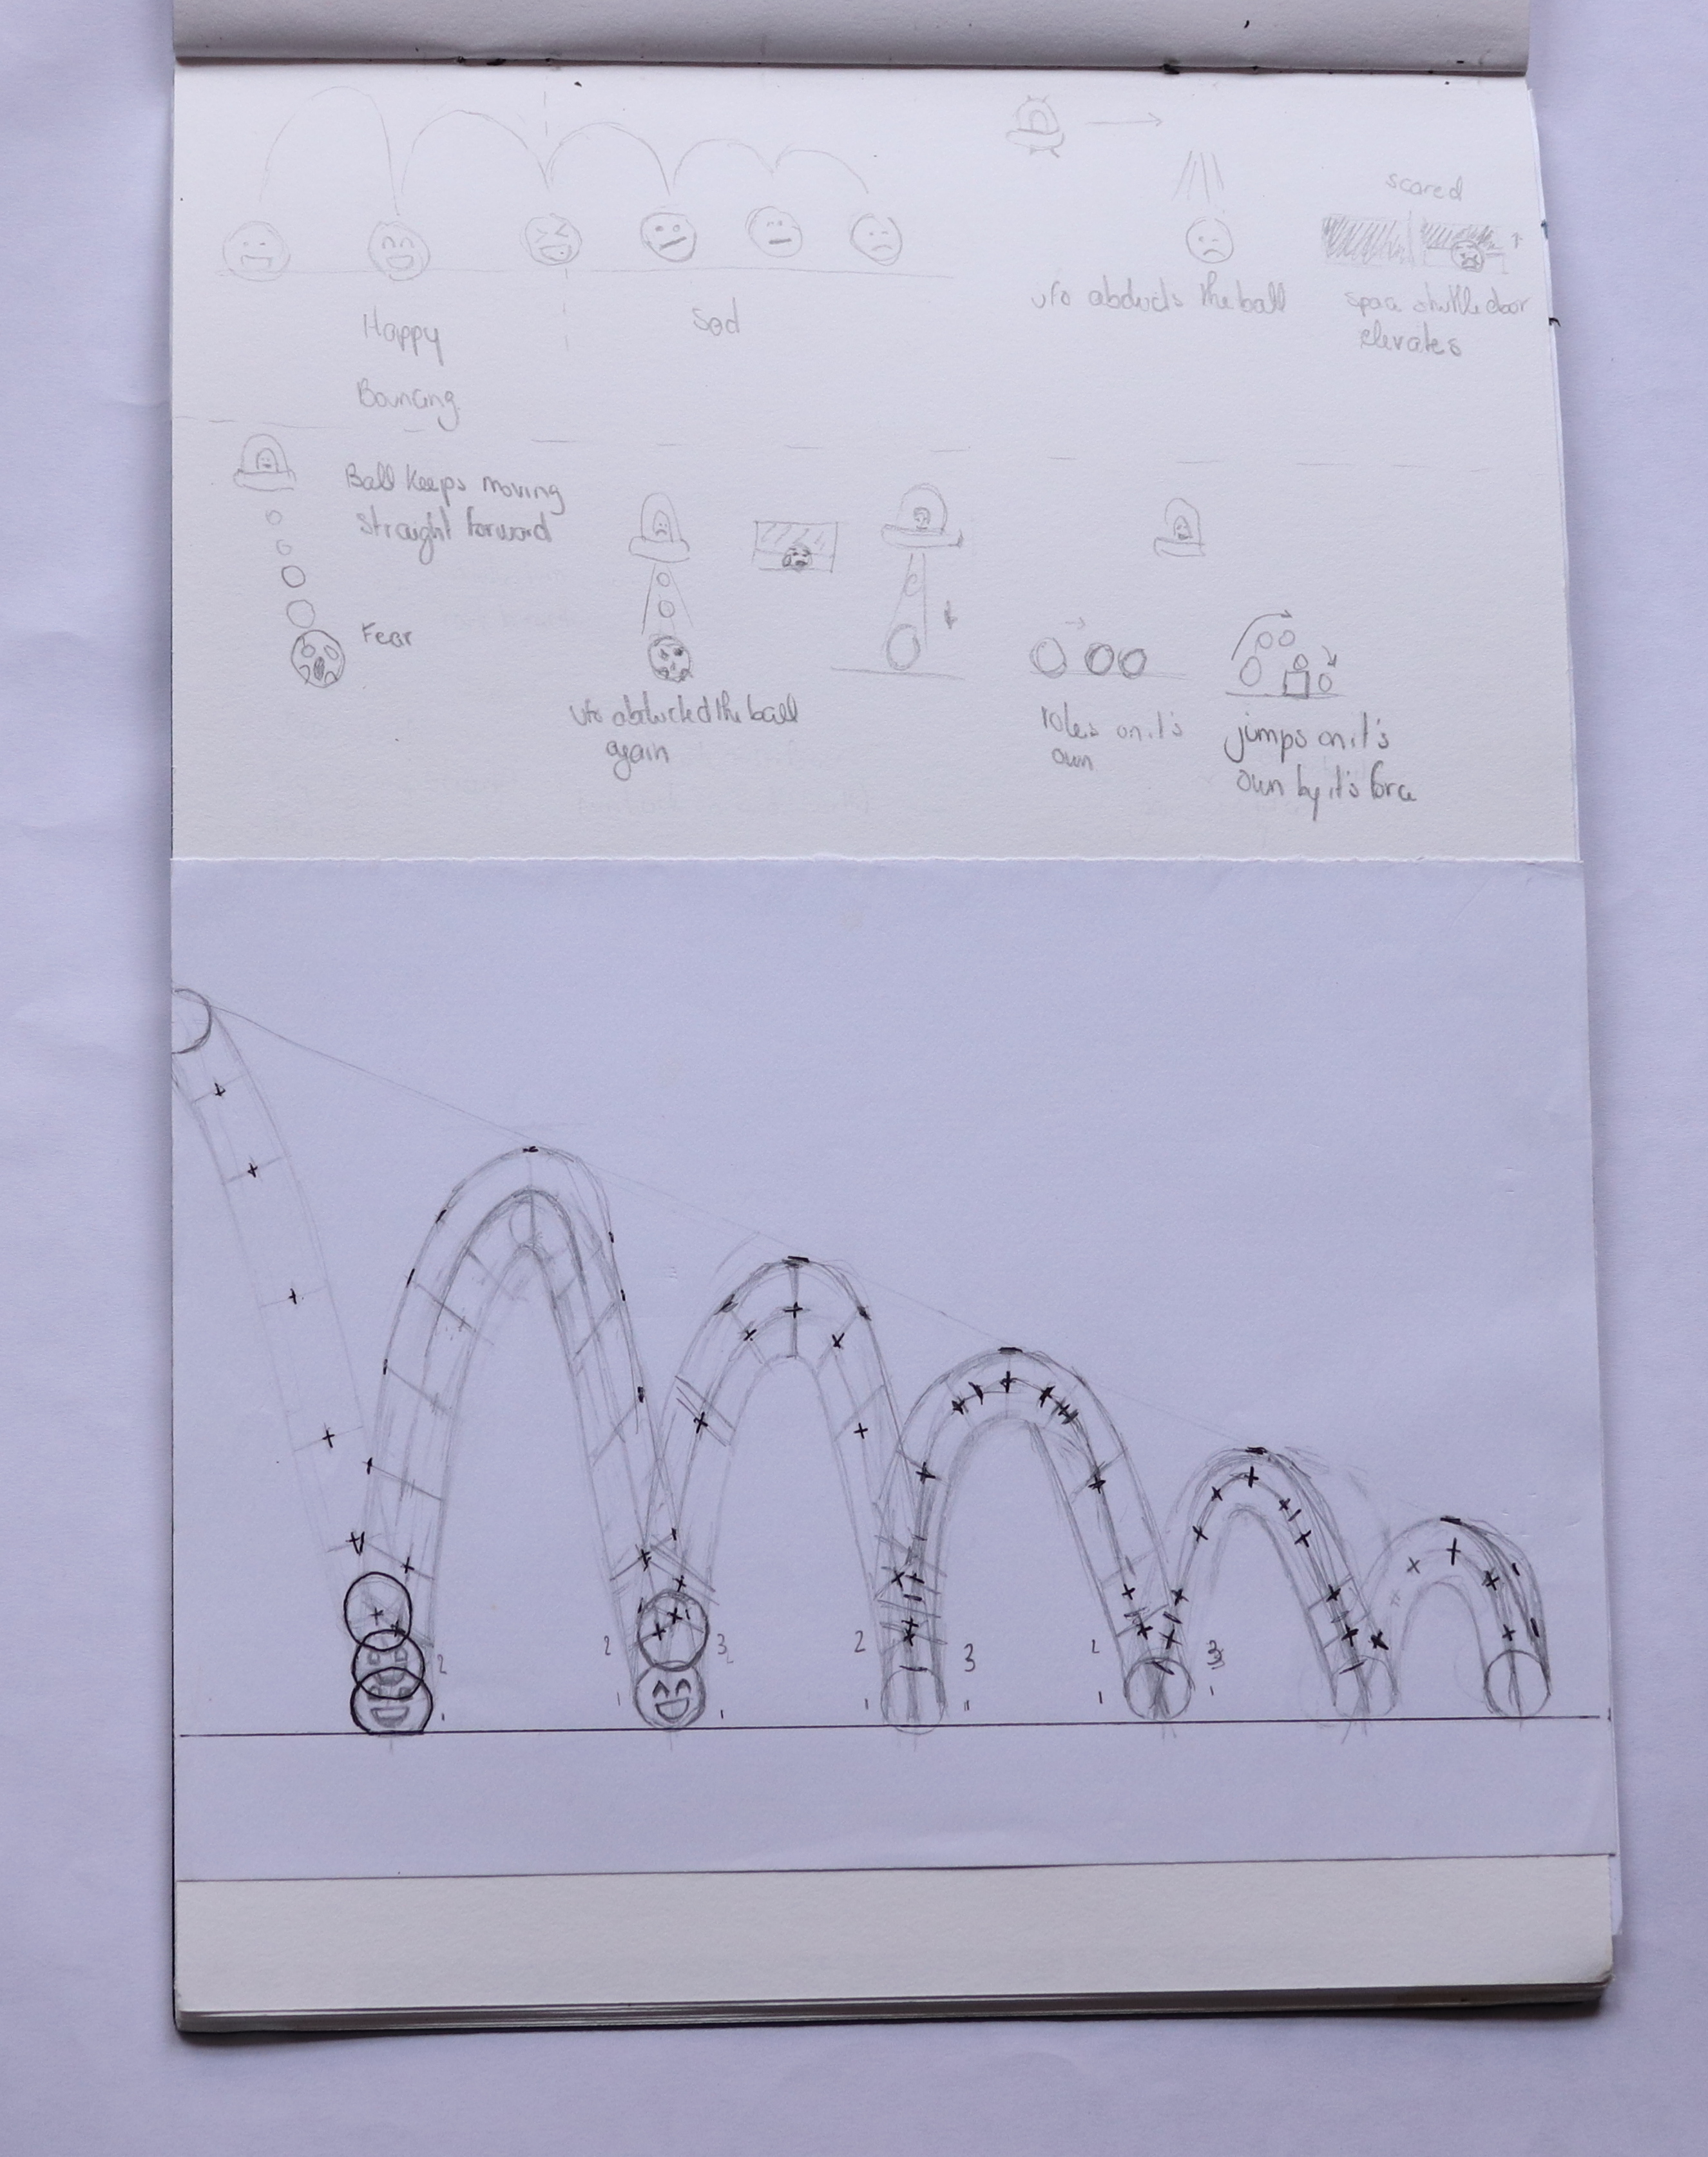 scared
Happy
Sad
Bouncing
ufo abducts the ball
space shuttle door
elevates
Ball keeps moving
straight forward
Fear
ufo abducted the ball
again
roles on it's
own
jumps on it's
own by it's force
2
1
2
1
3
1
2
1
3
11
2
1
3
1